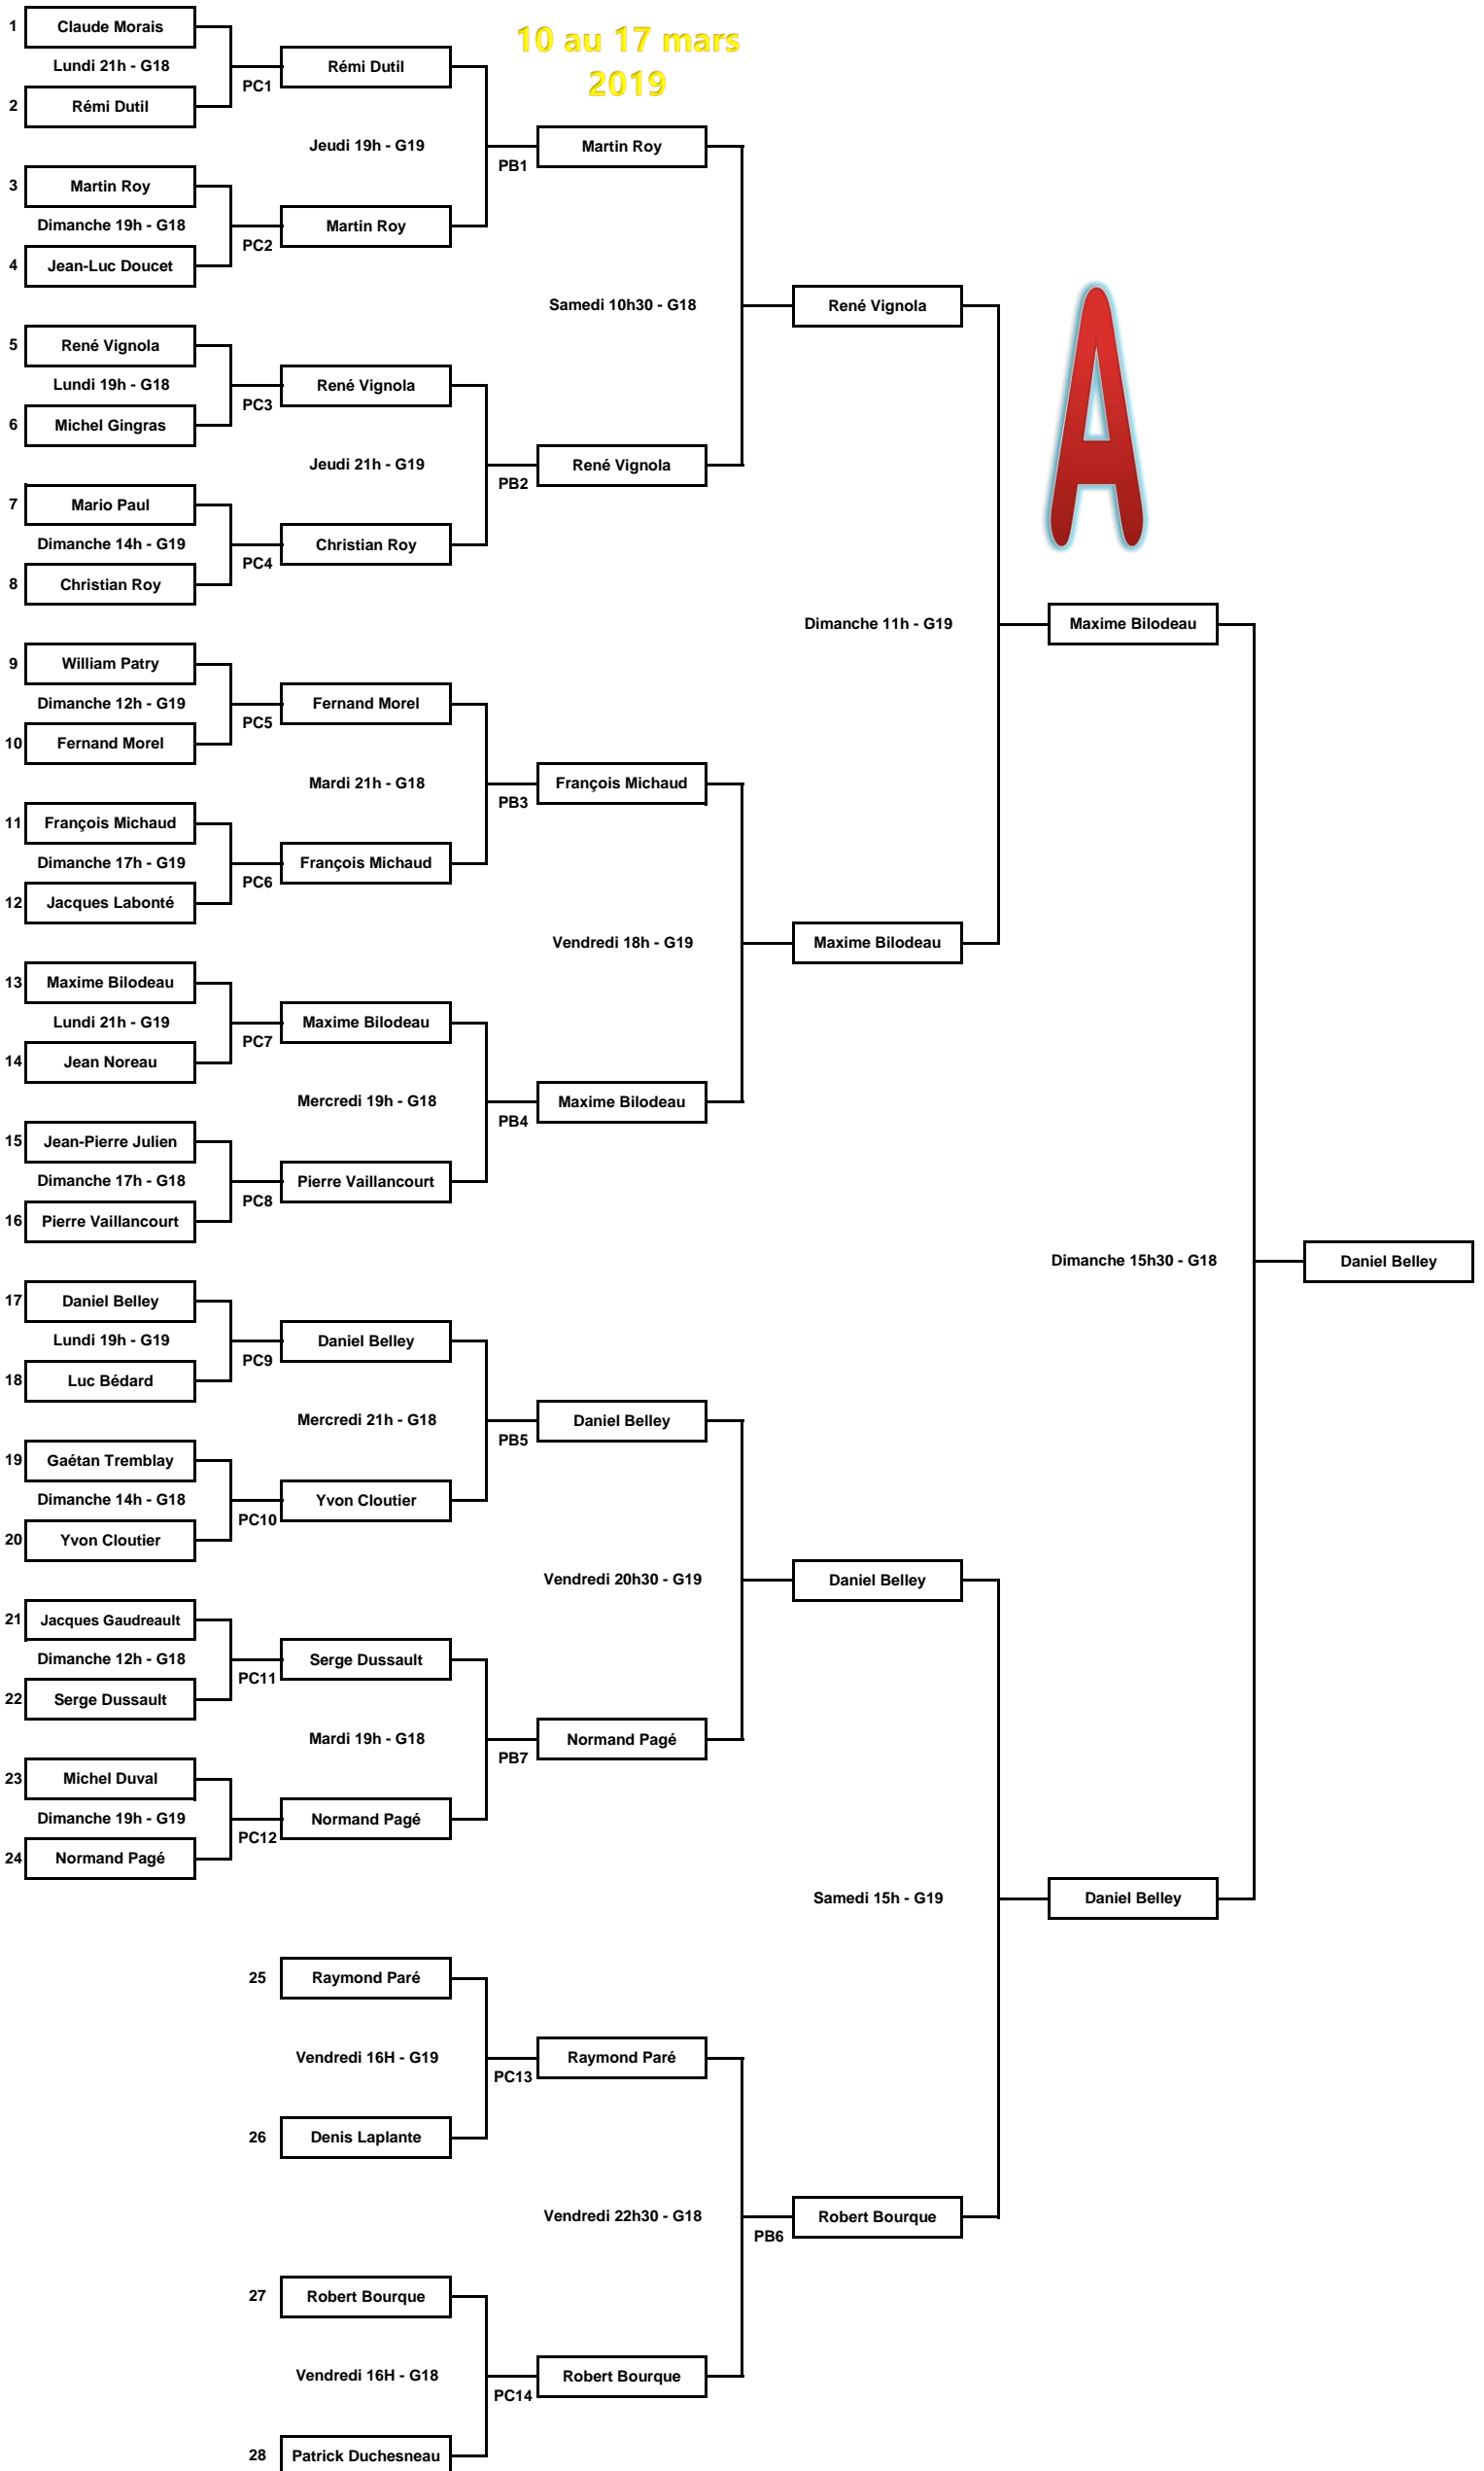 10 au 17 mars
2019
A
1
Claude Morais
Lundi 21h - G18
2
Rémi Dutil
PC1
Rémi Dutil
Jeudi 19h - G19
PB1
Martin Roy
3
Martin Roy
Dimanche 19h - G18
4
Jean-Luc Doucet
PC2
Martin Roy
Samedi 10h30 - G18
René Vignola
5
René Vignola
Lundi 19h - G18
6
Michel Gingras
PC3
René Vignola
Jeudi 21h - G19
PB2
René Vignola
7
Mario Paul
Dimanche 14h - G19
8
Christian Roy
PC4
Christian Roy
Dimanche 11h - G19
Maxime Bilodeau
9
William Patry
Dimanche 12h - G19
10
Fernand Morel
PC5
Fernand Morel
Mardi 21h - G18
PB3
François Michaud
11
François Michaud
Dimanche 17h - G19
12
Jacques Labonté
PC6
François Michaud
Vendredi 18h - G19
Maxime Bilodeau
13
Maxime Bilodeau
Lundi 21h - G19
14
Jean Noreau
PC7
Maxime Bilodeau
Mercredi 19h - G18
PB4
Maxime Bilodeau
15
Jean-Pierre Julien
Dimanche 17h - G18
16
Pierre Vaillancourt
PC8
Pierre Vaillancourt
Dimanche 15h30 - G18
Daniel Belley
17
Daniel Belley
Lundi 19h - G19
18
Luc Bédard
PC9
Daniel Belley
Mercredi 21h - G18
PB5
Daniel Belley
19
Gaétan Tremblay
Dimanche 14h - G18
20
Yvon Cloutier
PC10
Yvon Cloutier
Vendredi 20h30 - G19
Daniel Belley
21
Jacques Gaudreault
Dimanche 12h - G18
22
Serge Dussault
PC11
Serge Dussault
Mardi 19h - G18
PB7
Normand Pagé
23
Michel Duval
Dimanche 19h - G19
24
Normand Pagé
PC12
Normand Pagé
Samedi 15h - G19
Daniel Belley
25
Raymond Paré
Vendredi 16H - G19
26
Denis Laplante
PC13
Raymond Paré
Vendredi 22h30 - G18
PB6
Robert Bourque
27
Robert Bourque
Vendredi 16H - G18
28
Patrick Duchesneau
PC14
Robert Bourque